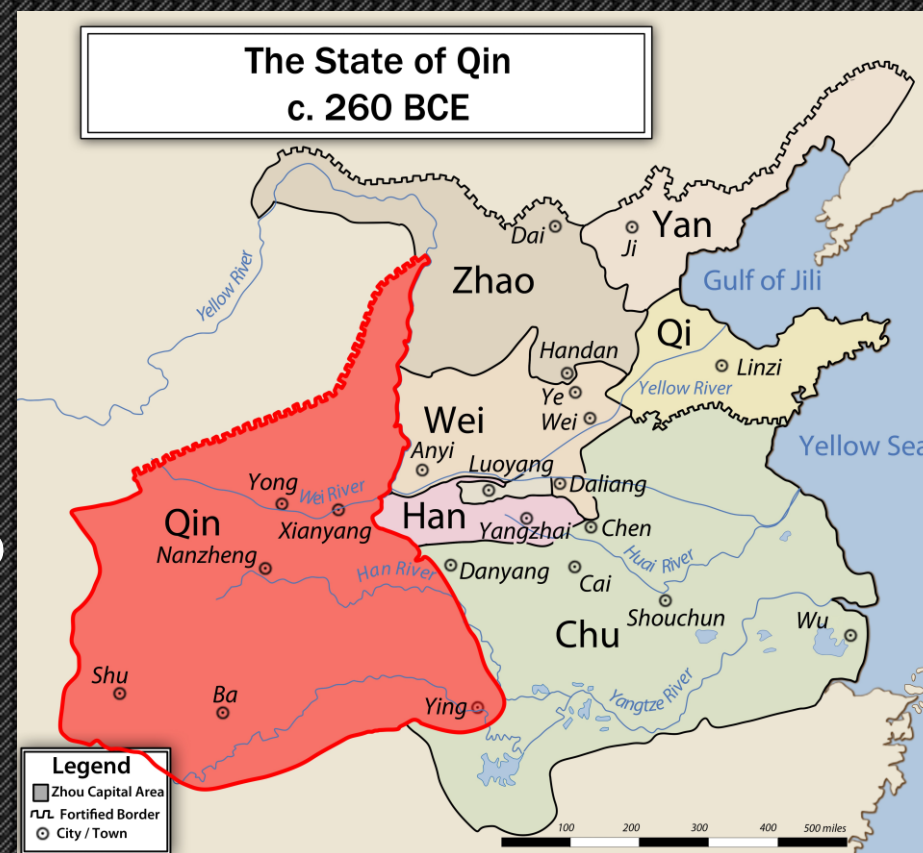 The State of Qin
c. 260 BCE
Yan
Dai
Ji
Zhao
Gulf of Jili
Yellow River
Qi
Handan
Linzi
Ye
Yellow River
Wei
Wei
Anyi
Yellow Sea
Luoyang
Yong
Wei River
Daliang
Qin
Xianyang
Han
Yangzhai
Chen
Nanzheng
Han River
Danyang
Huai River
Cai
Shouchun
Chu
Wu
Shu
Ba
Ying
Yangtze River
Legend
Zhou Capital Area
Fortified Border
City / Town
100 200 300 400 500 miles